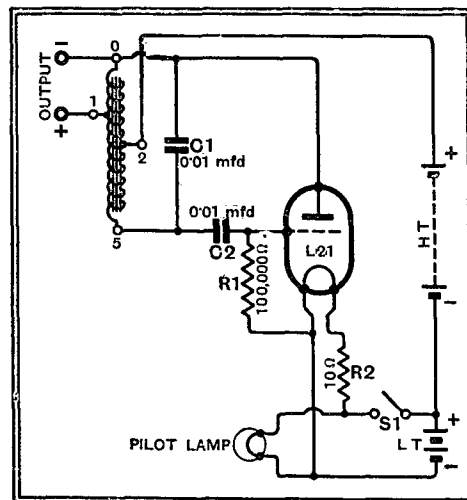 OUTPUT
-
+
0
1
2
5
C1
0·01 mfd
0·01 mfd
C2
R1
100,000Ω
L·21
10Ω
R2
+
HT
-
S1
+
LT
-
PILOT LAMP